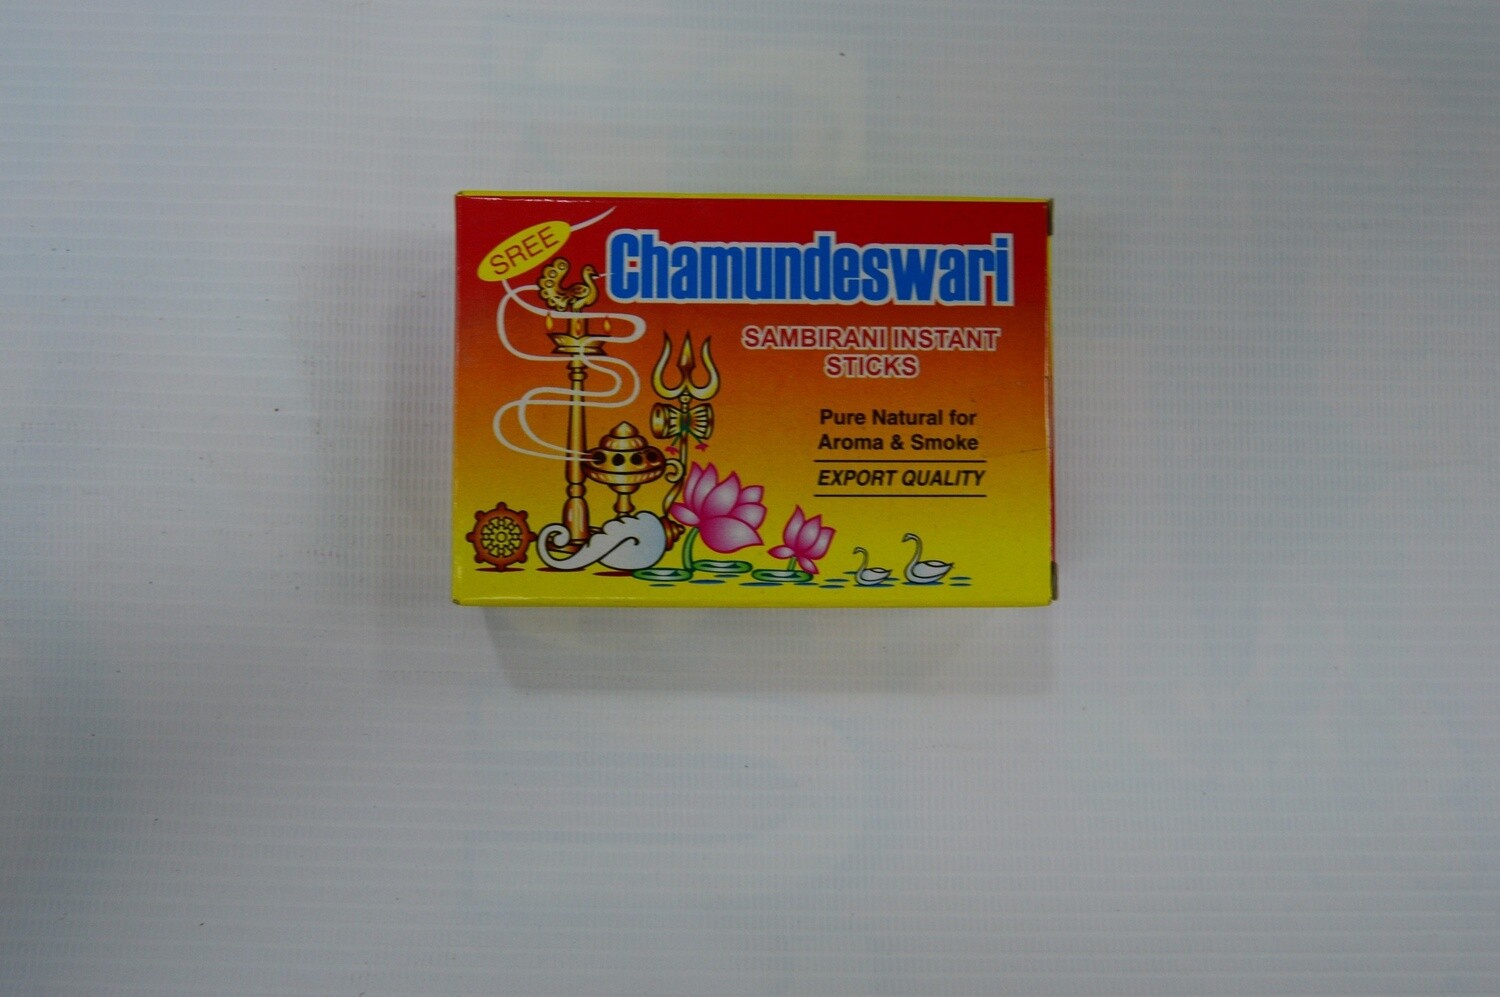 SREE
Chamundeswari
SAMBIRANI INSTANT
STICKS
Pure Natural for
Aroma & Smoke
EXPORT QUALITY